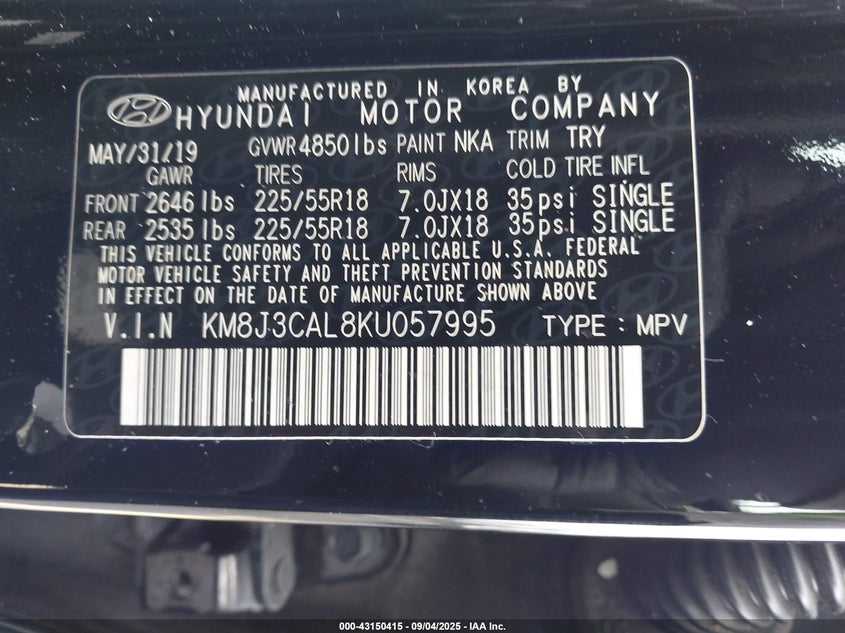 MANUFACTURED IN KOREA BY
HYUNDAI MOTOR COMPANY
MAY/31/19 GVWR 4850lbs PAINT NKA TRIM TRY
GAWR TIRES RIMS COLD TIRE INFL
FRONT 2646 lbs 225/55R18 7.0JX18 35psi SINGLE
REAR 2535 lbs 225/55R18 7.0JX18 35psi SINGLE
THIS VEHICLE CONFORMS TO ALL APPLICABLE U.S.A. FEDERAL
MOTOR VEHICLE SAFETY AND THEFT PREVENTION STANDARDS
IN EFFECT ON THE DATE OF MANUFACTURE SHOWN ABOVE
V.I.N KM8J3CAL8KU057995 TYPE : MPV
000-43150415 - 09/04/2025 - IAA Inc.